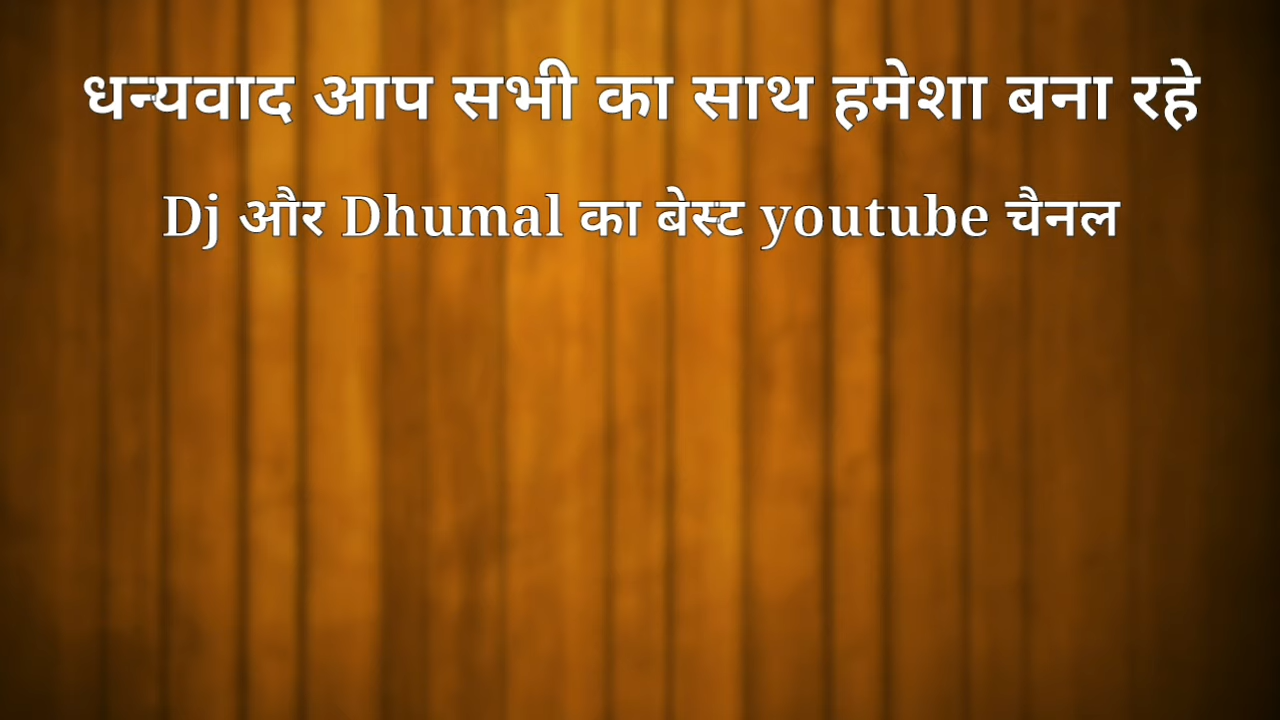 धन्यवाद आप सभी का साथ हमेशा बना रहे
Dj और Dhumal का बेस्ट youtube चैनल